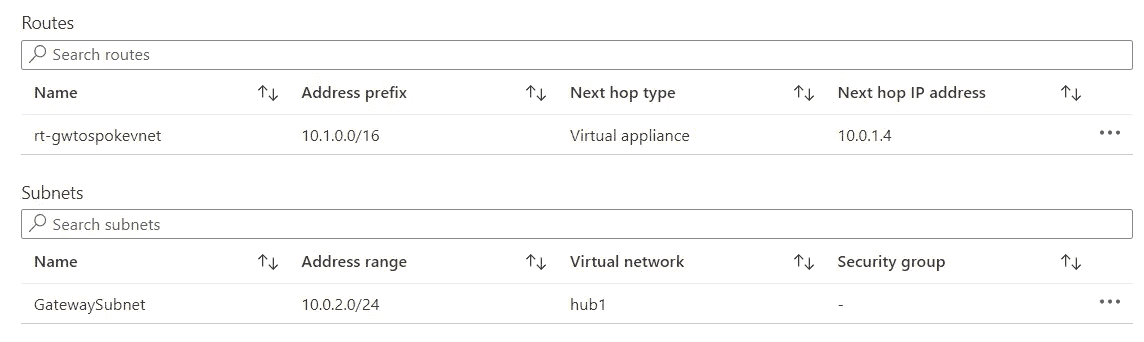 Routes
Search routes
Name Address prefix Next hop type Next hop IP address
rt-gwtospokevnet 10.1.0.0/16 Virtual appliance 10.0.1.4
Subnets
Search subnets
Name Address range Virtual network Security group
GatewaySubnet 10.0.2.0/24 hub1 -